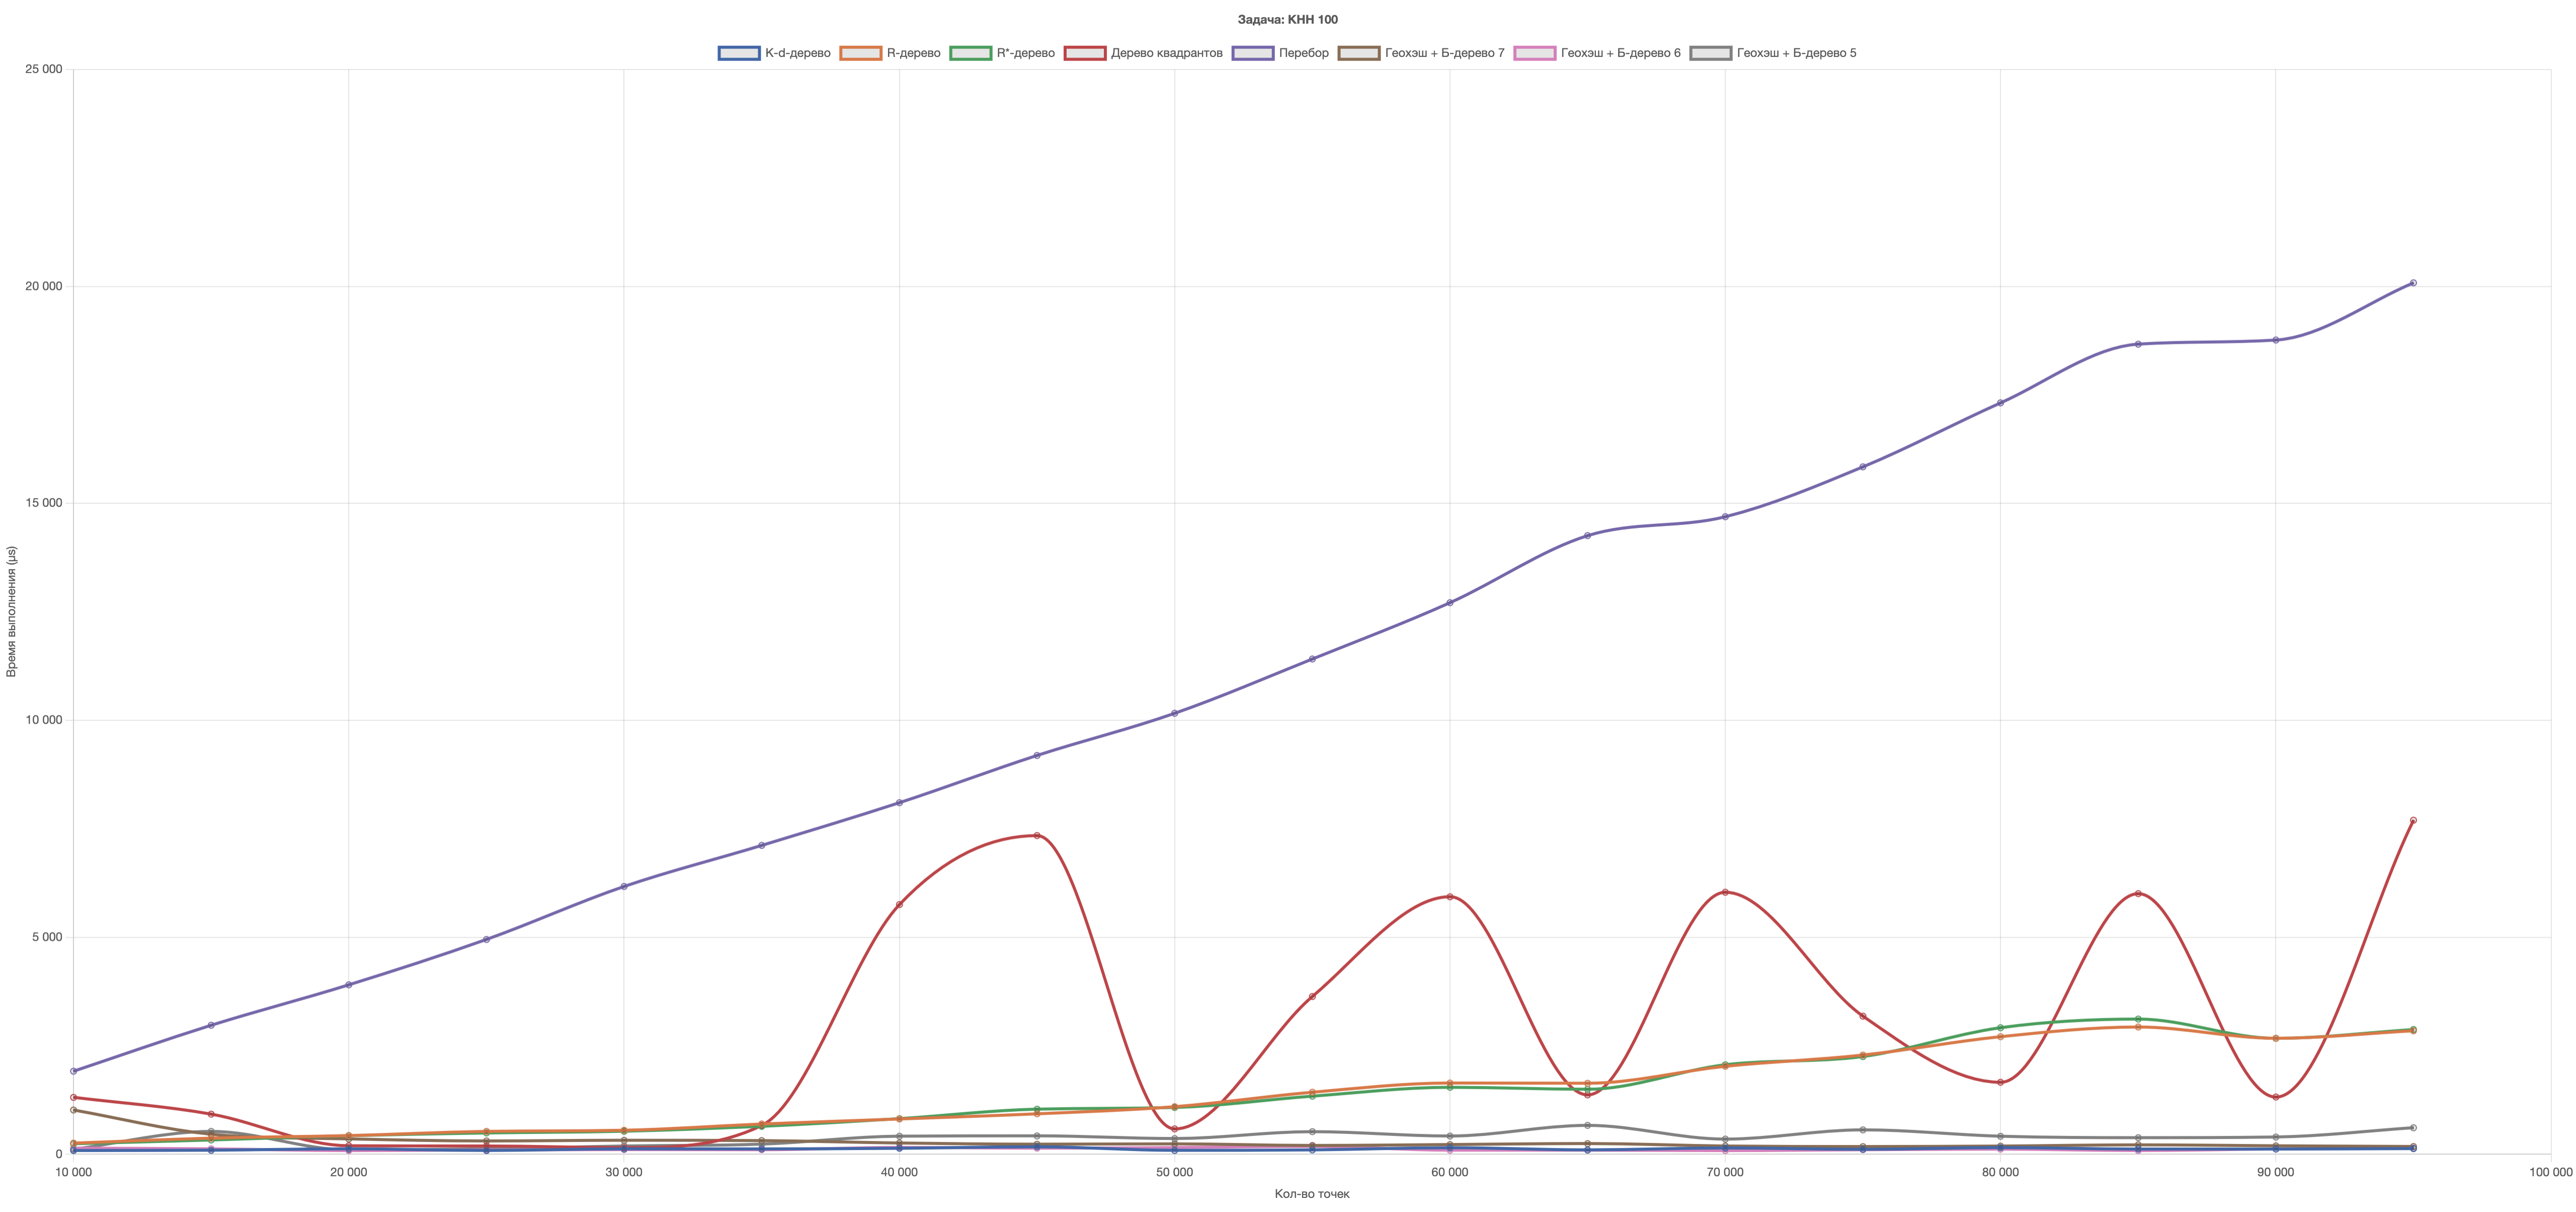 Задача: КНН 100
K-d-дерево R-дерево R*-дерево Дерево квадрантов Перебор Геохэш + Б-дерево 7 Геохэш + Б-дерево 6 Геохэш + Б-дерево 5
25 000
20 000
15 000
10 000
5 000
0
Время выполнения (μs)
10 000 20 000 30 000 40 000 50 000 60 000 70 000 80 000 90 000 100 000
Кол-во точек